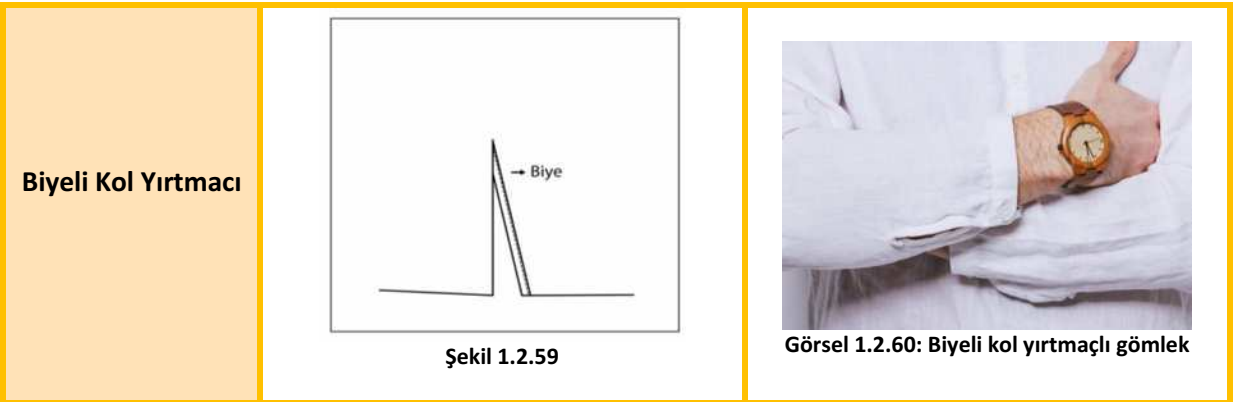 Biyeli Kol Yırtmacı
→ Biye
Şekil 1.2.59
Görsel 1.2.60: Biyeli kol yırtmaçlı gömlek